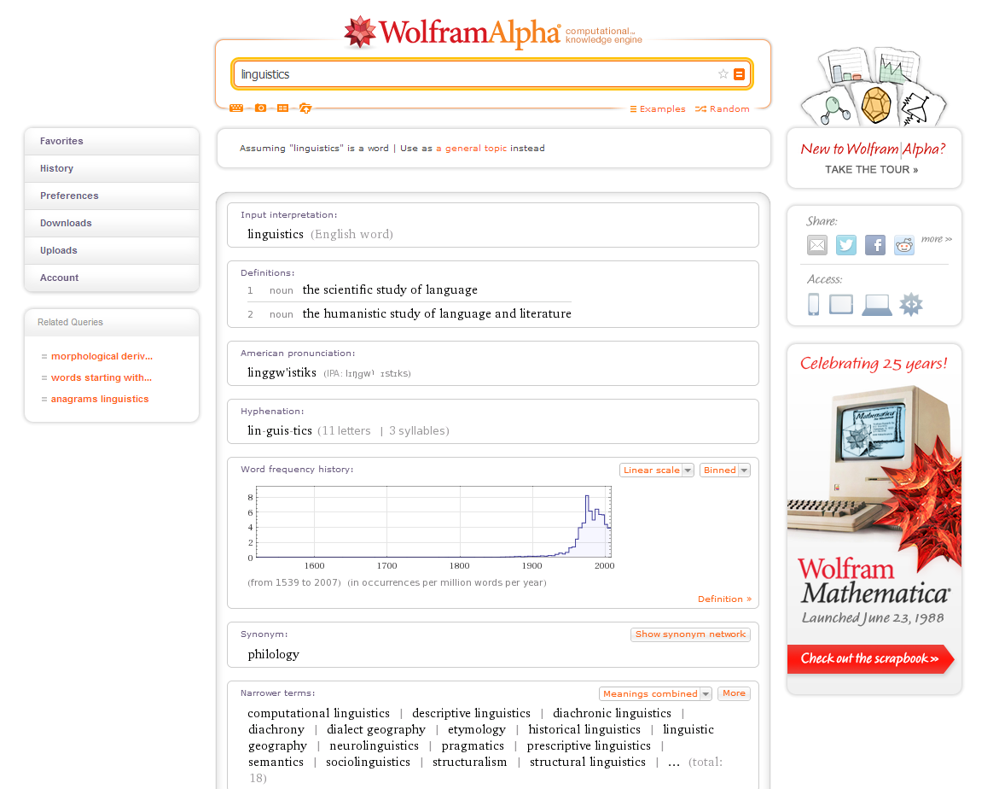 WolframAlpha computational... knowledge engine
linguistics
Examples Random
Favorites
History
Preferences
Downloads
Uploads
Account
Related Queries
morphological deriv...
words starting with...
anagrams linguistics
Assuming "linguistics" is a word | Use as a general topic instead
Input interpretation:
linguistics (English word)
Definitions:
1 noun the scientific study of language
2 noun the humanistic study of language and literature
American pronunciation:
linggw'istiks (IPA: lɪŋgwˈɪstɪks)
Hyphenation:
lin-guis-tics (11 letters | 3 syllables)
Word frequency history: Linear scale Binned
8
6
4
2
0
1600 1700 1800 1900 2000
(from 1539 to 2007) (in occurrences per million words per year)
Definition »
Synonym: Show synonym network
philology
Narrower terms: Meanings combined More
computational linguistics | descriptive linguistics | diachronic linguistics |
diachrony | dialect geography | etymology | historical linguistics | linguistic
geography | neurolinguistics | pragmatics | prescriptive linguistics |
semantics | sociolinguistics | structuralism | structural linguistics | ... (total:
18)
New to Wolfram|Alpha?
TAKE THE TOUR »
Share:
more »
Access:
Celebrating 25 years!
Mathematica
Wolfram
Mathematica
Launched June 23, 1988
Check out the scrapbook »